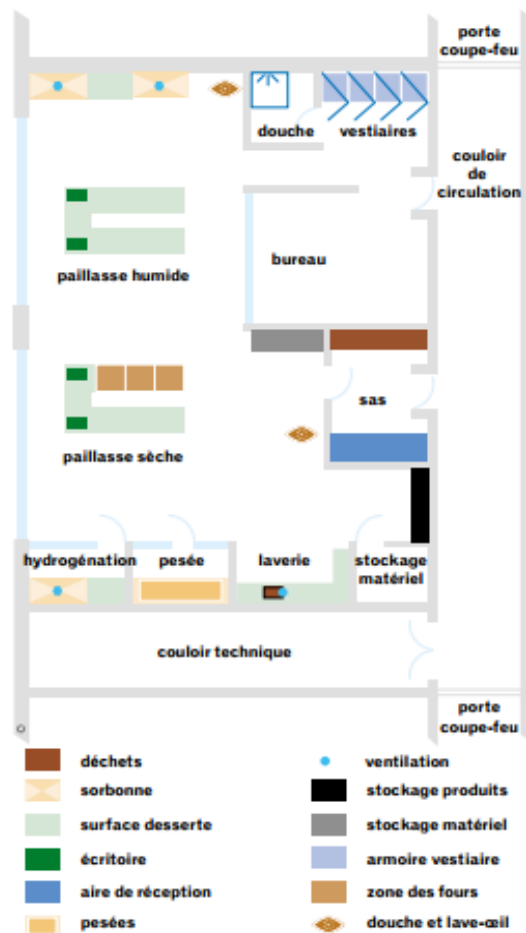 porte
coupe-feu
douche
vestiaires
couloir
de
circulation
bureau
paillasse humide
sas
paillasse sèche
hydrogénation
pesée
laverie
stockage
matériel
couloir technique
porte
coupe-feu
déchets
ventilation
sorbonne
stockage produits
surface desserte
stockage matériel
écritoire
armoire vestiaire
aire de réception
zone des fours
pesées
douche et lave-œil